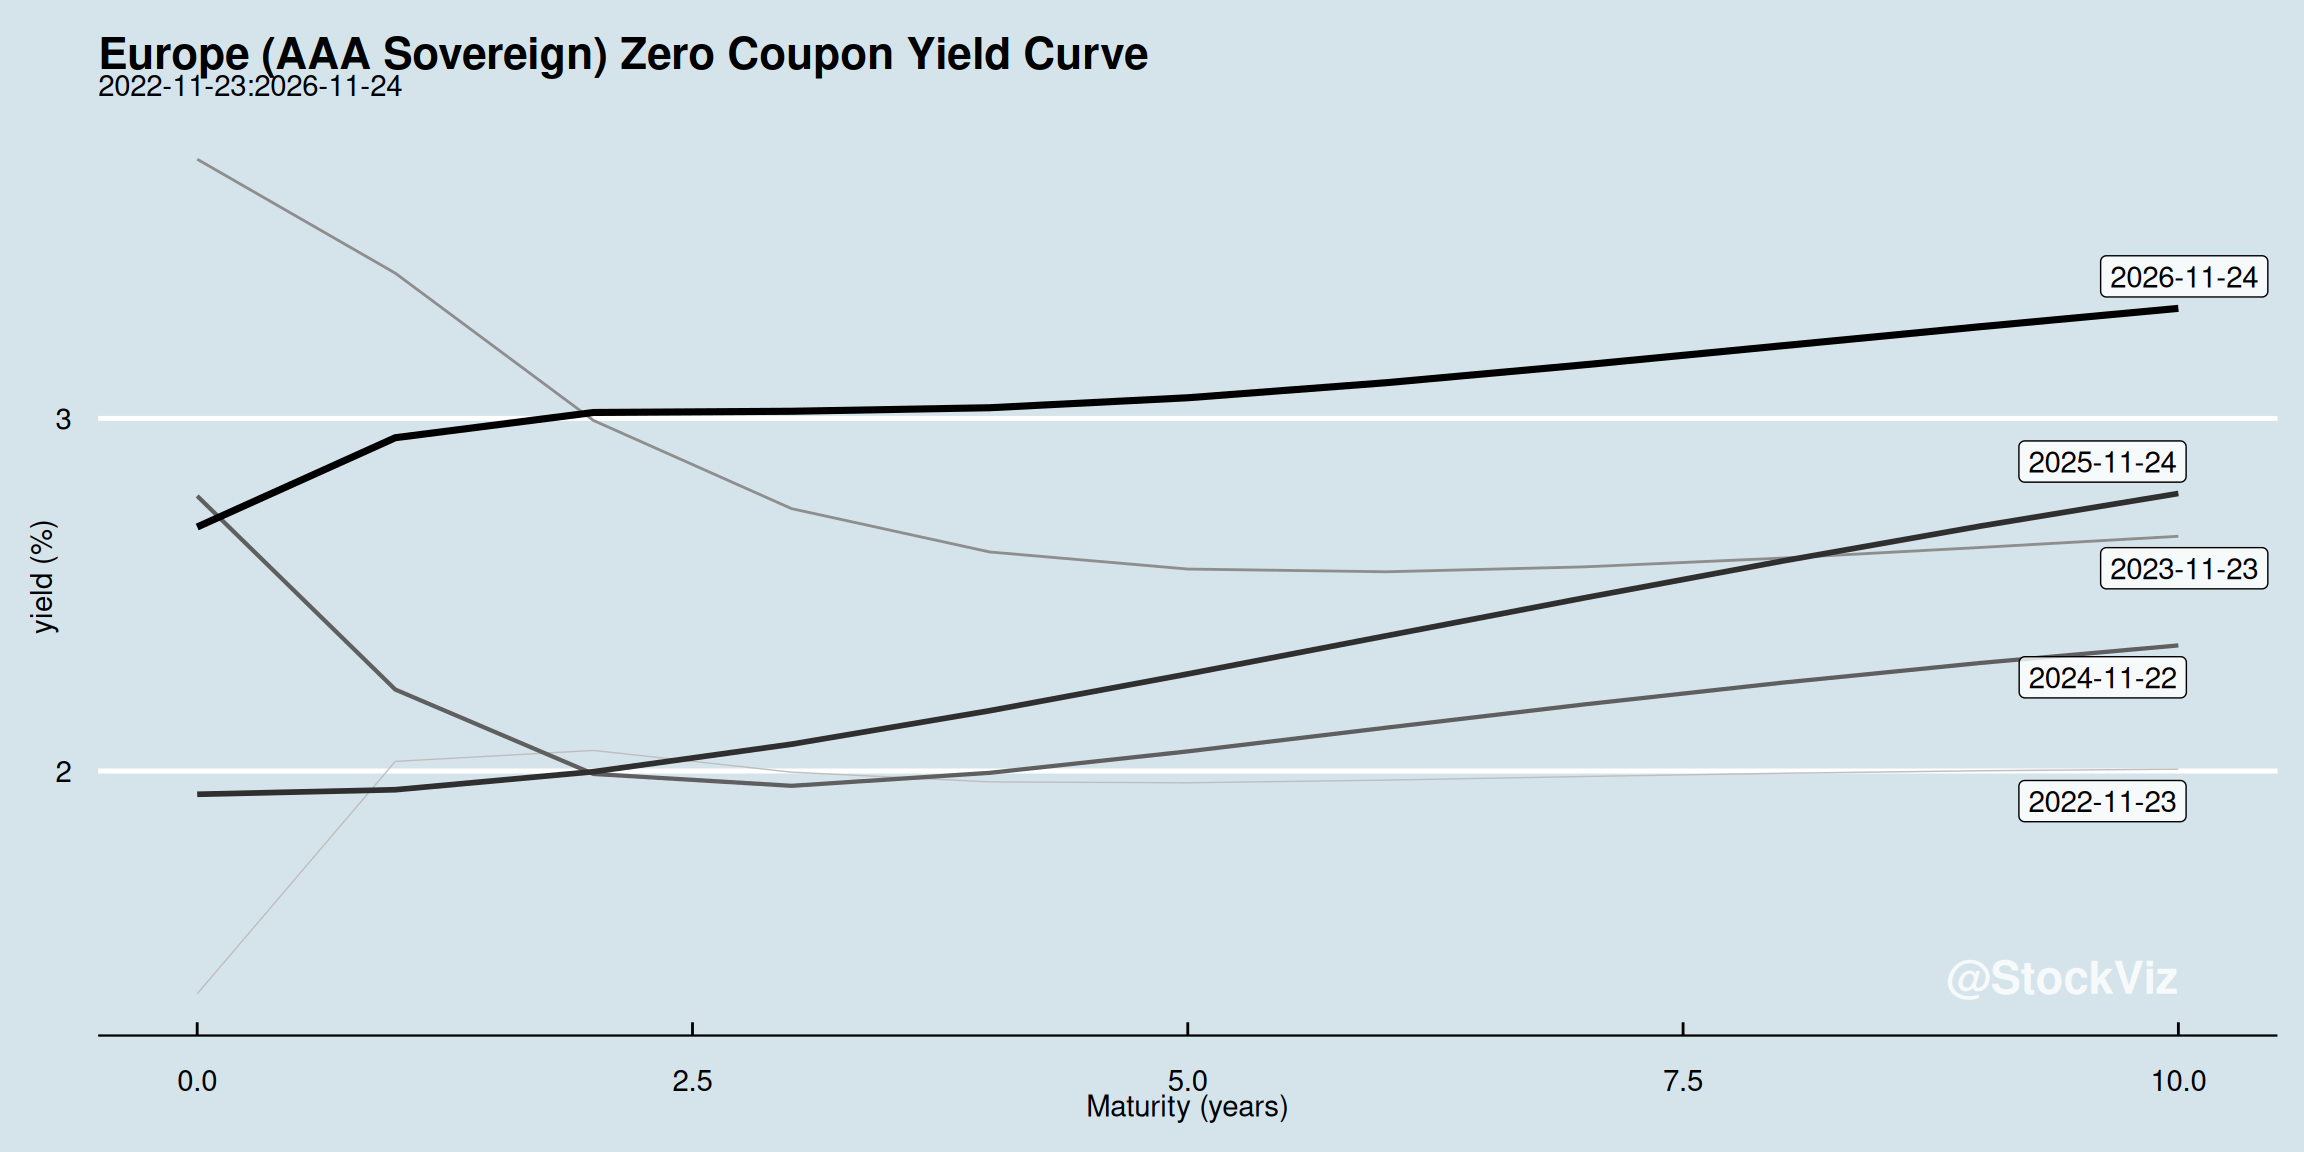 Europe (AAA Sovereign) Zero Coupon Yield Curve
2022-11-23:2026-11-24
2026-11-24
3
2025-11-24
yield (%)
2023-11-23
2024-11-22
2
2022-11-23
@StockViz
0.0 2.5 5.0 7.5 10.0
Maturity (years)